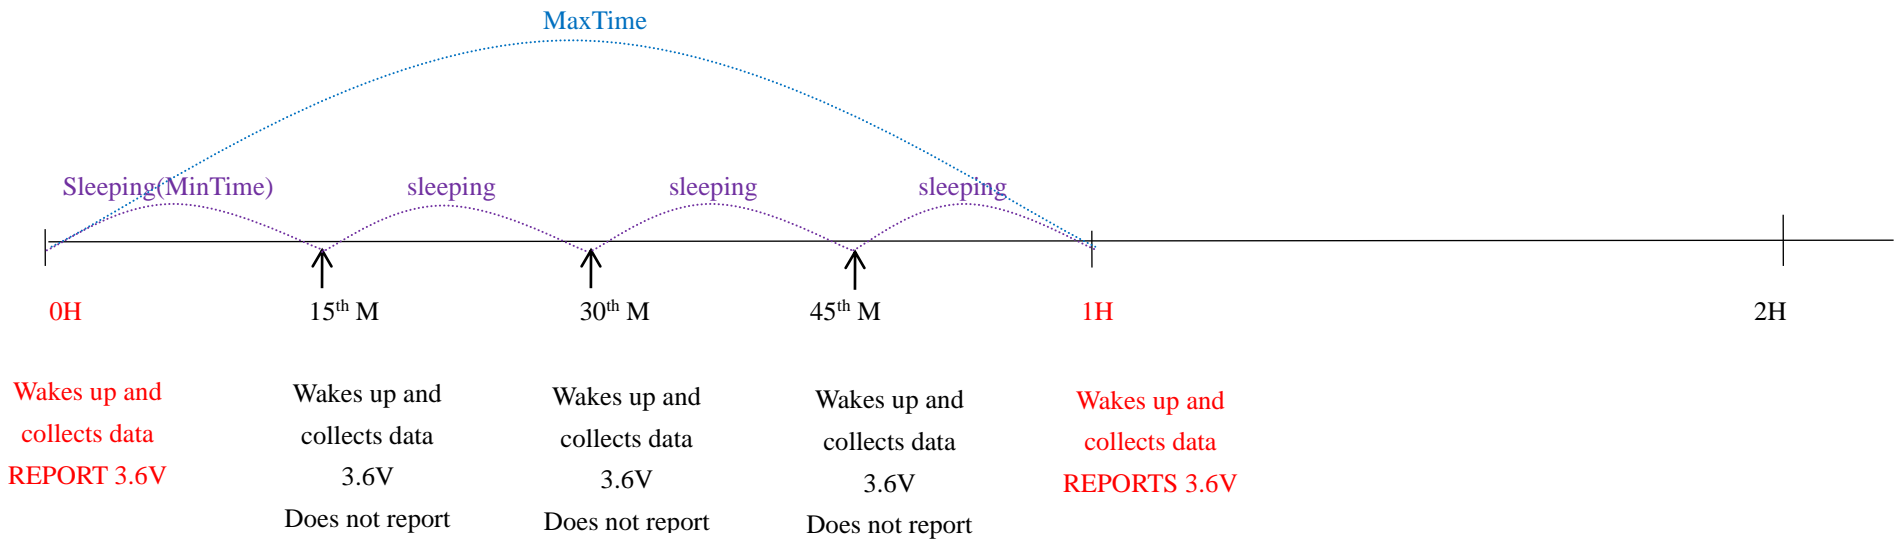 MaxTime
Sleeping(MinTime)
sleeping
sleeping
sleeping
0H
15th M
30th M
45th M
1H
2H
Wakes up and
collects data
REPORT 3.6V
Wakes up and
collects data
3.6V
Does not report
Wakes up and
collects data
3.6V
Does not report
Wakes up and
collects data
3.6V
Does not report
Wakes up and
collects data
REPORTS 3.6V